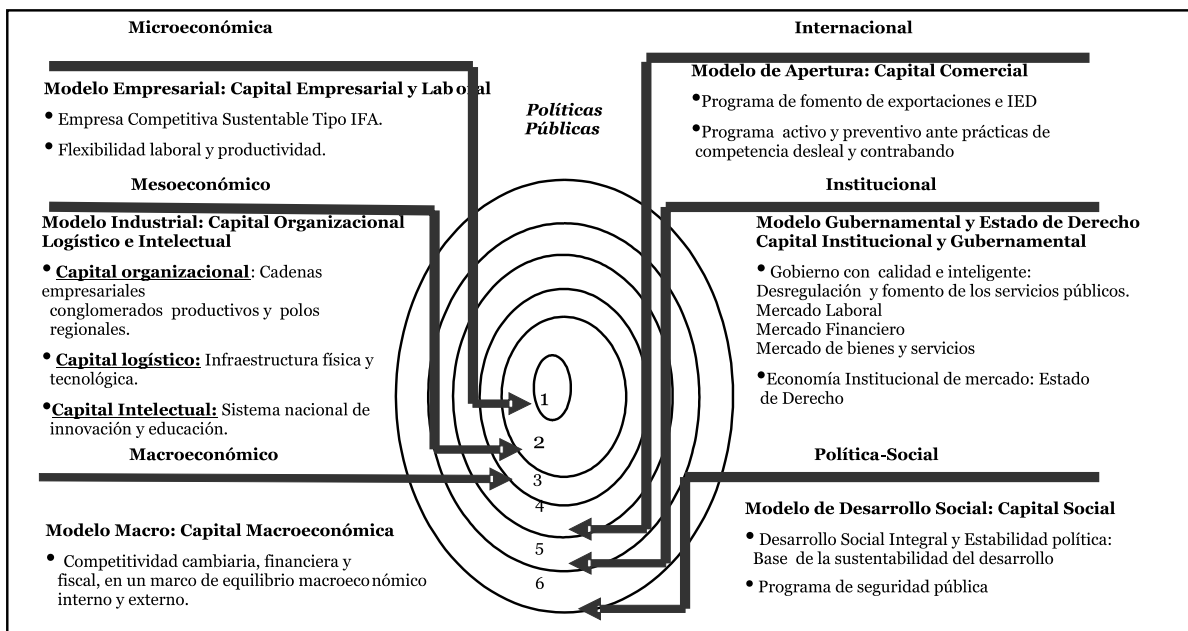 Microeconómica
Modelo Empresarial: Capital Empresarial y Laboral
• Empresa Competitiva Sustentable Tipo IFA.
• Flexibilidad laboral y productividad.
Mesoeconómico
Modelo Industrial: Capital Organizacional
Logístico e Intelectual
• Capital organizacional: Cadenas
empresariales
conglomerados productivos y polos
regionales.
• Capital logístico: Infraestructura física y
tecnológica.
•Capital Intelectual: Sistema nacional de
innovación y educación.
Macroeconómico
Modelo Macro: Capital Macroeconómica
• Competitividad cambiaria, financiera y
fiscal, en un marco de equilibrio macroeconómico
interno y externo.
Políticas
Públicas
1
2
3
4
5
6
Internacional
Modelo de Apertura: Capital Comercial
•Programa de fomento de exportaciones e IED
•Programa activo y preventivo ante prácticas de
competencia desleal y contrabando
Institucional
Modelo Gubernamental y Estado de Derecho
Capital Institucional y Gubernamental
• Gobierno con calidad e inteligente:
Desregulación y fomento de los servicios públicos.
Mercado Laboral
Mercado Financiero
Mercado de bienes y servicios
•Economía Institucional de mercado: Estado
de Derecho
Política-Social
Modelo de Desarrollo Social: Capital Social
• Desarrollo Social Integral y Estabilidad política:
Base de la sustentabilidad del desarrollo
• Programa de seguridad pública